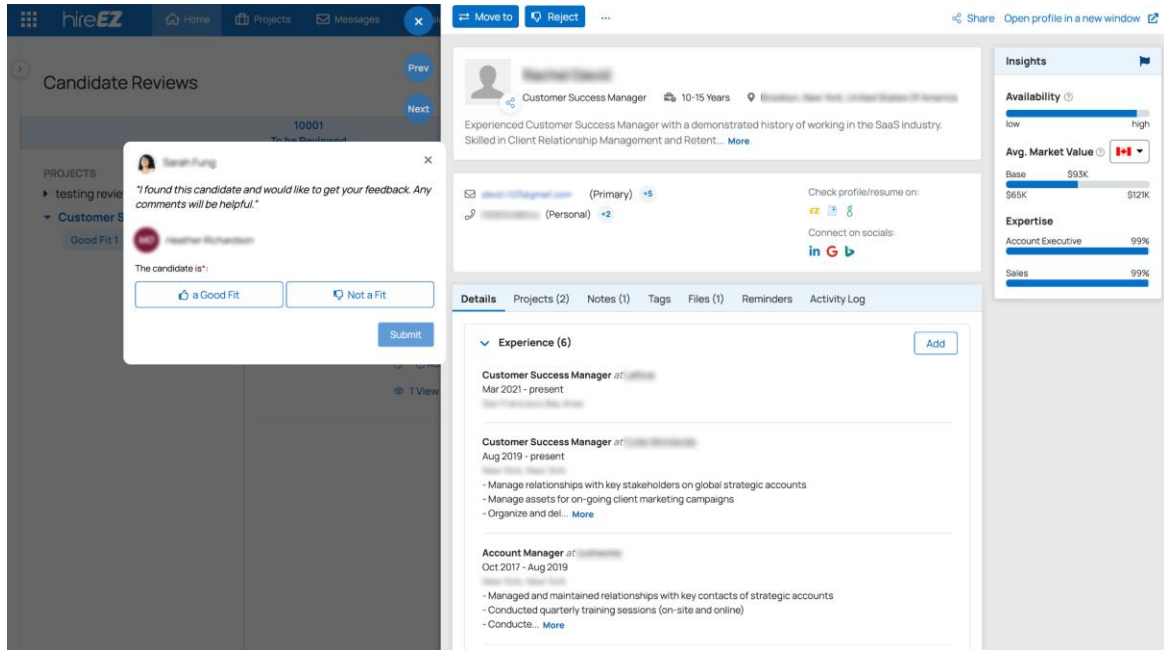 hireEZ
Home
Projects
Messages
Move to
Reject
...
Share
Open profile in a new window
Candidate Reviews
Prev
Next
10001
To be Reviewed
PROJECTS
testing revie
Customer S
Good Fit 1
1 View
"I found this candidate and would like to get your feedback. Any
comments will be helpful."
The candidate is*:
a Good Fit
Not a Fit
Submit
Customer Success Manager
10-15 Years
Experienced Customer Success Manager with a demonstrated history of working in the SaaS industry.
Skilled in Client Relationship Management and Retent... More
(Primary) +5
(Personal) +2
Check profile/resume on:
EZ
Connect on socials:
in G b
Details
Projects (2)
Notes (1)
Tags
Files (1)
Reminders
Activity Log
Experience (6)
Add
Customer Success Manager at
Mar 2021 - present
Customer Success Manager at
Aug 2019 - present
- Manage relationships with key stakeholders on global strategic accounts
- Manage assets for on-going client marketing campaigns
- Organize and del... More
Account Manager at
Oct 2017 - Aug 2019
- Managed and maintained relationships with key contacts of strategic accounts
- Conducted quarterly training sessions (on-site and online)
- Conducte... More
Insights
Availability
low high
Avg. Market Value
Base $93K
$65K $121K
Expertise
Account Executive 99%
Sales 99%